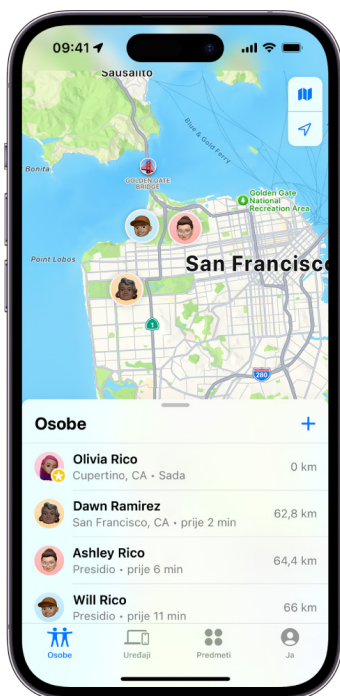 09:41
Sausalito
Blue & Gold Ferry
Bonita
GOLDEN GATE
BRIDGE
Golden Gate
National
Recreation Area
Point Lobos
San Francisco
1
280
Osobe
Olivia Rico
Cupertino, CA • Sada
0 km
Dawn Ramirez
San Francisco, CA • prije 2 min
62,8 km
Ashley Rico
Presidio • prije 6 min
64,4 km
Will Rico
Presidio • prije 11 min
66 km
Osobe
Uređaji
Predmeti
Ja